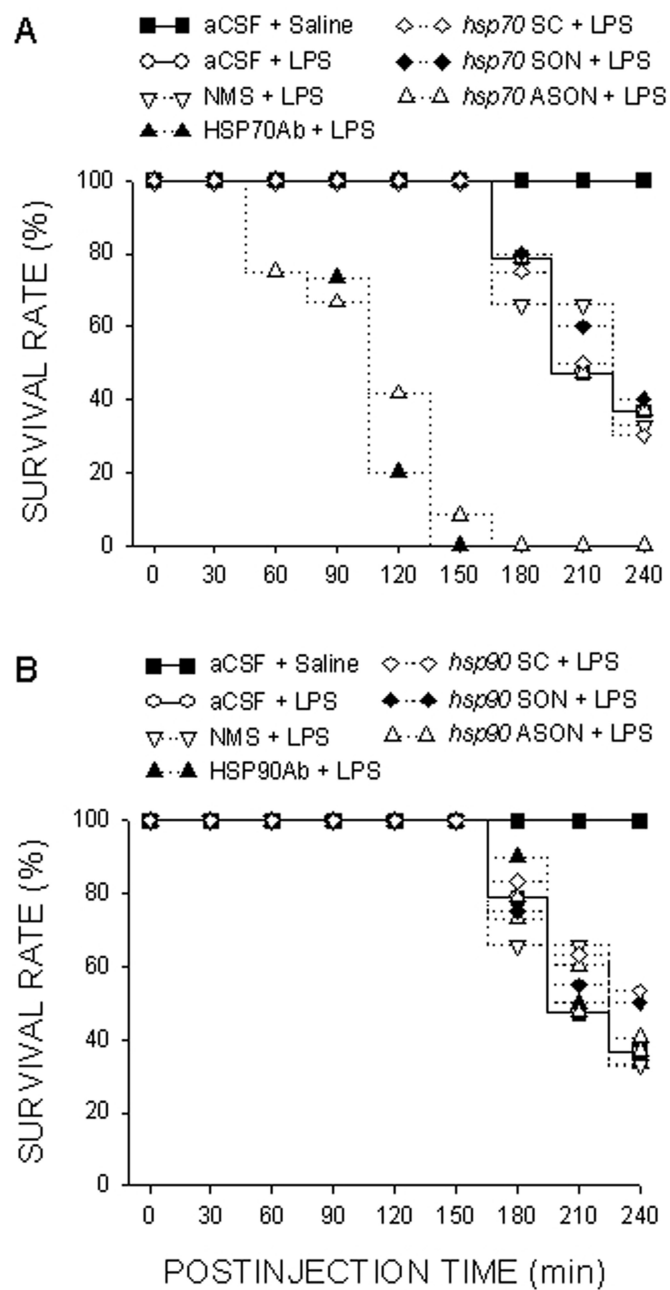 A
aCSF + Saline
aCSF + LPS
NMS + LPS
HSP70Ab + LPS
hsp70 SC + LPS
hsp70 SON + LPS
hsp70 ASON + LPS
SURVIVAL RATE (%)
100
80
60
40
20
0
0 30 60 90 120 150 180 210 240
B
aCSF + Saline
aCSF + LPS
NMS + LPS
HSP90Ab + LPS
hsp90 SC + LPS
hsp90 SON + LPS
hsp90 ASON + LPS
SURVIVAL RATE (%)
100
80
60
40
20
0
0 30 60 90 120 150 180 210 240
POSTINJECTION TIME (min)